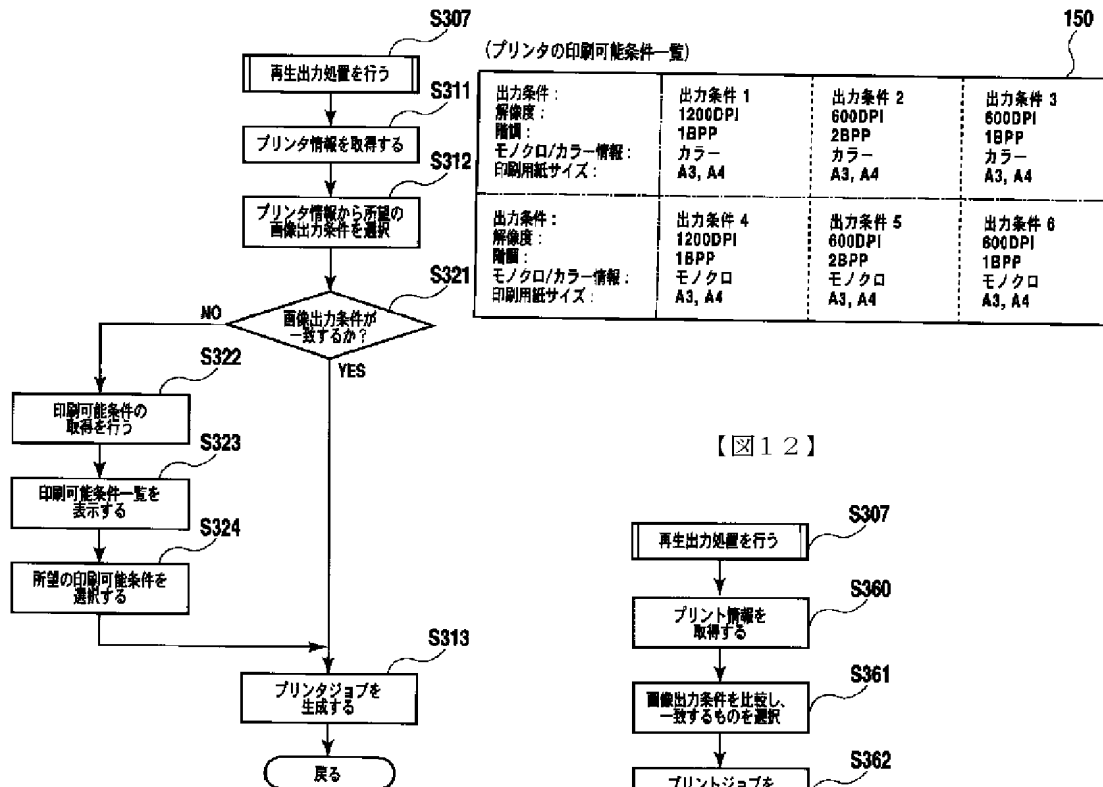 S307
再生出力処置を行う
S311
プリンタ情報を取得する
S312
プリンタ情報から所望の
画像出力条件を選択
S321
画像出力条件が
一致するか？
NO
YES
S322
印刷可能条件の
取得を行う
S323
印刷可能条件一覧を
表示する
S324
所望の印刷可能条件を
選択する
S313
プリンタジョブを
生成する
戻る
150
(プリンタの印刷可能条件一覧)
出力条件： 出力条件 1 出力条件 2 出力条件 3
解像度： 1200DPI 600DPI 600DPI
階調： 1BPP 2BPP 1BPP
モノクロ/カラー情報： カラー カラー カラー
印刷用紙サイズ： A3, A4 A3, A4 A3, A4
出力条件： 出力条件 4 出力条件 5 出力条件 6
解像度： 1200DPI 600DPI 600DPI
階調： 1BPP 2BPP 1BPP
モノクロ/カラー情報： モノクロ モノクロ モノクロ
印刷用紙サイズ： A3, A4 A3, A4 A3, A4
【図１２】
S307
再生出力処置を行う
S360
プリント情報を
取得する
S361
画像出力条件を比較し、
一致するものを選択
S362
プリントジョブを